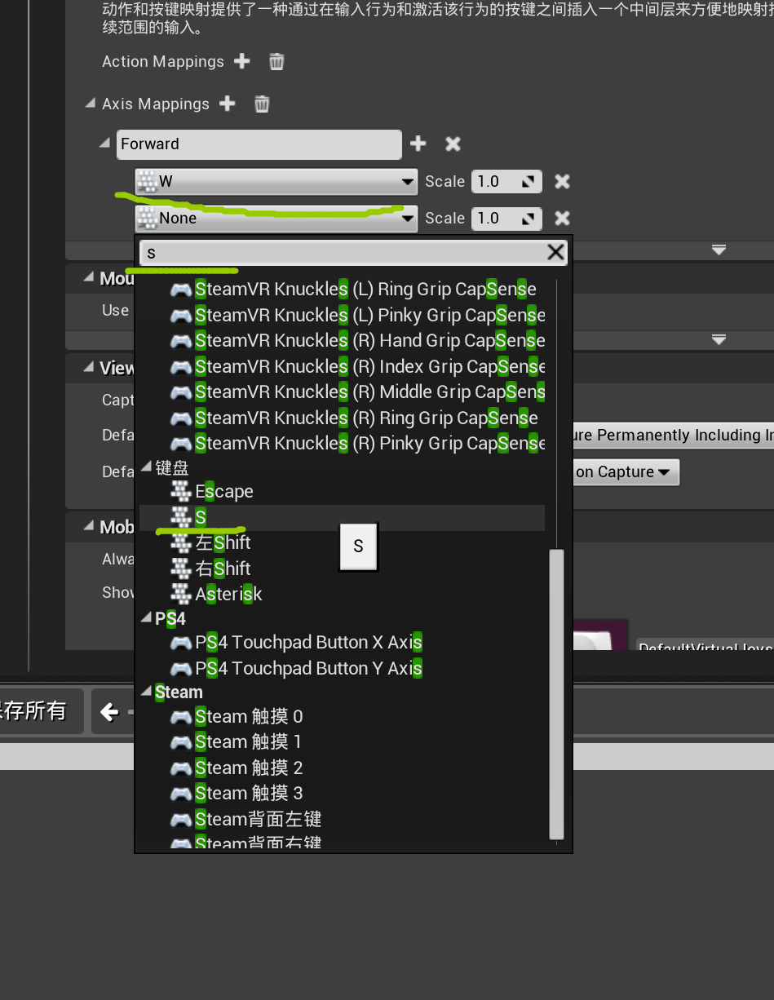 动作和按键映射提供了一种通过在输入行为和激活该行为的按键之间插入一个中间层来方便地映射
续范围的输入。
Action Mappings
Axis Mappings
Forward
W Scale 1.0
None Scale 1.0
s
SteamVR Knuckles (L) Ring Grip CapSense
SteamVR Knuckles (L) Pinky Grip CapSense
SteamVR Knuckles (R) Hand Grip CapSense
SteamVR Knuckles (R) Index Grip CapSense
SteamVR Knuckles (R) Middle Grip CapSens
SteamVR Knuckles (R) Ring Grip CapSense
SteamVR Knuckles (R) Pinky Grip CapSense
键盘
Escape
S
左Shift
右Shift
Asterisk
S
PS4
PS4 Touchpad Button X Axis
PS4 Touchpad Button Y Axis
Steam
Steam 触摸 0
Steam 触摸 1
Steam 触摸 2
Steam 触摸 3
Steam背面左键
Steam背面右键
Mou
Use
View
Capt
Defa ure Permanently Including In
Defa on Capture
Mob
Alwa
Show
DefaultVirtualJoys
保存所有